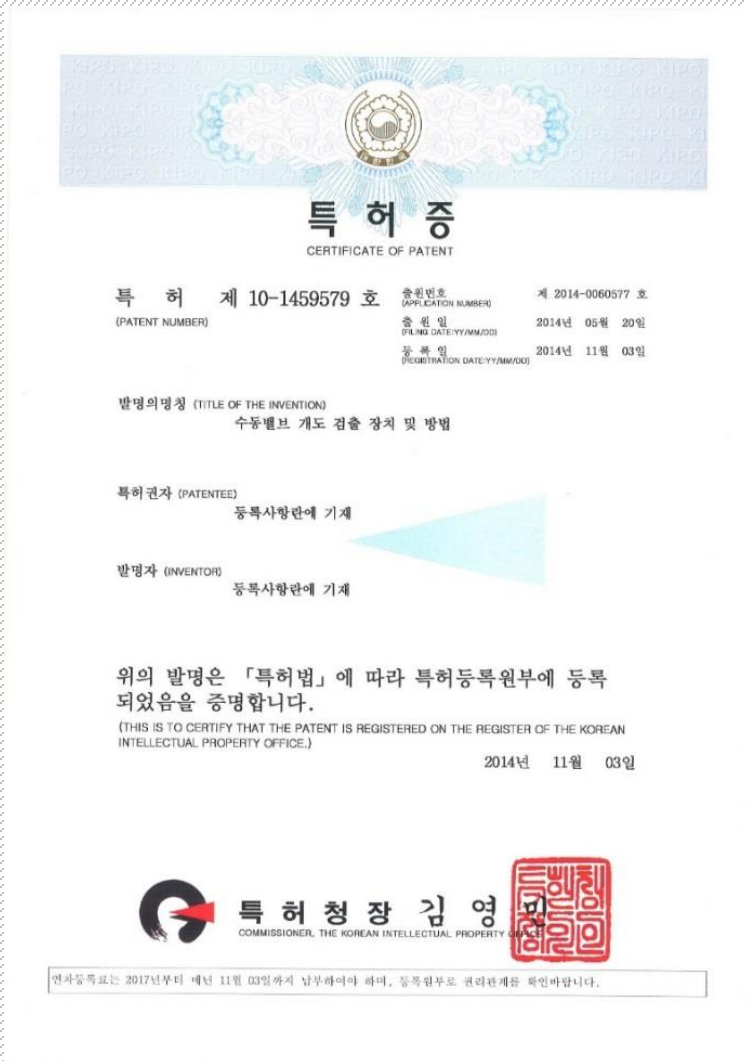 대한민국
특 허 증
CERTIFICATE OF PATENT
특 허 제 10-1459579 호
(PATENT NUMBER)
출원번호 제 2014-0060577 호
(APPLICATION NUMBER)
출 원 일 2014년 05월 20일
(FILING DATE:YY/MM/DD)
등 록 일 2014년 11월 03일
(REGISTRATION DATE:YY/MM/DD)
발명의명칭 (TITLE OF THE INVENTION)
수동밸브 개도 검출 장치 및 방법
특허권자 (PATENTEE)
등록사항란에 기재
발명자 (INVENTOR)
등록사항란에 기재
위의 발명은 「특허법」에 따라 특허등록원부에 등록
되었음을 증명합니다.
(THIS IS TO CERTIFY THAT THE PATENT IS REGISTERED ON THE REGISTER OF THE KOREAN
INTELLECTUAL PROPERTY OFFICE.)
2014년 11월 03일
특 허 청 장 김 영 민
COMMISSIONER, THE KOREAN INTELLECTUAL PROPERTY OFFICE
연차등록료는 2017년부터 매년 11월 03일까지 납부하여야 하며, 등록원부로 권리관계를 확인바랍니다.